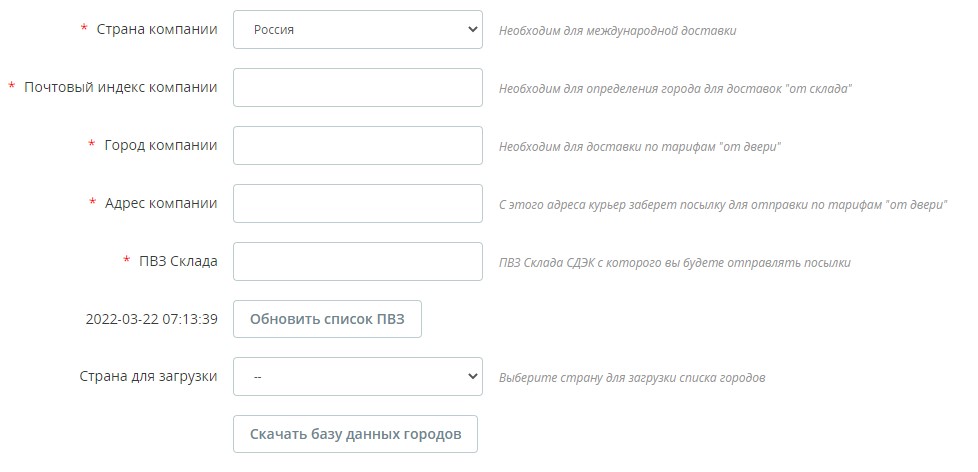 * Страна компании Россия Необходим для международной доставки
* Почтовый индекс компании Необходим для определения города для доставок "от склада"
* Город компании Необходим для доставки по тарифам "от двери"
* Адрес компании С этого адреса курьер заберет посылку для отправки по тарифам "от двери"
* ПВЗ Склада ПВЗ Склада СДЭК с которого вы будете отправлять посылки
2022-03-22 07:13:39 Обновить список ПВЗ
Страна для загрузки -- Выберите страну для загрузки списка городов
Скачать базу данных городов